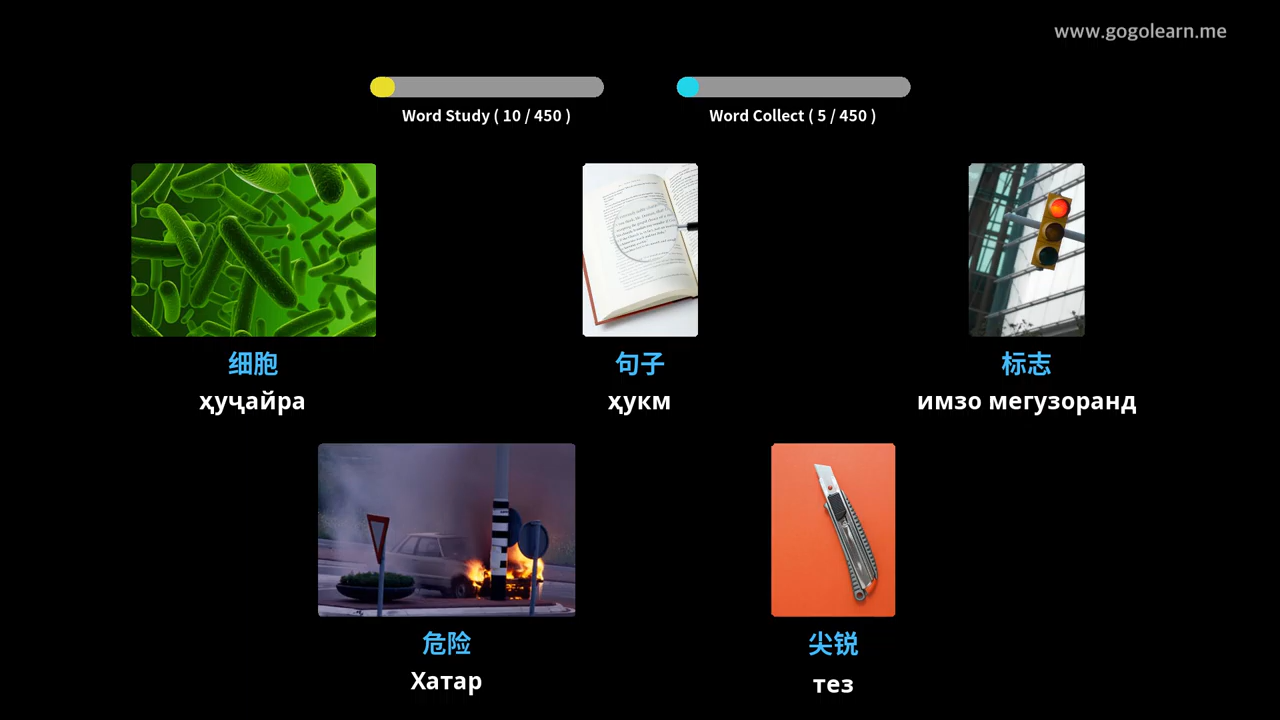 www.gogolearn.me
Word Study ( 10 / 450 )
Word Collect ( 5 / 450 )
细胞
ҳуҷайра
句子
ҳукм
标志
имзо мегузоранд
危险
Хатар
尖锐
тез